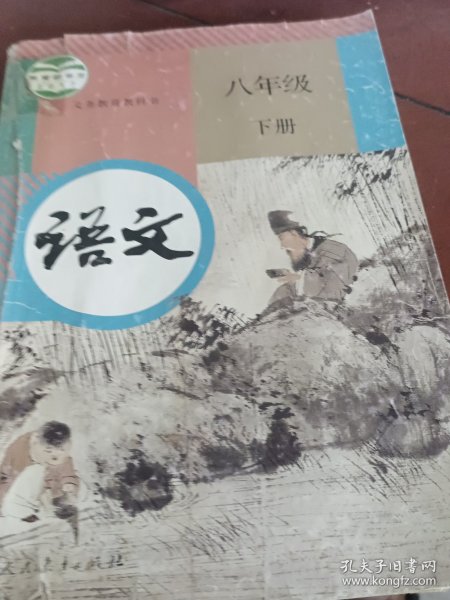 义务教育教科书
八年级
下册
语文
人民教育出版社
孔夫子旧书网
www.kongfz.com